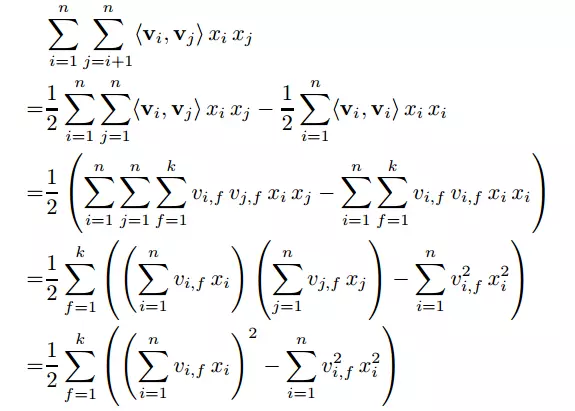 $\sum_{i=1}^{n} \sum_{j=i+1}^{n} \langle \mathbf{v}_i, \mathbf{v}_j \rangle \, x_i \, x_j$
$= \frac{1}{2} \sum_{i=1}^{n} \sum_{j=1}^{n} \langle \mathbf{v}_i, \mathbf{v}_j \rangle \, x_i \, x_j - \frac{1}{2} \sum_{i=1}^{n} \langle \mathbf{v}_i, \mathbf{v}_i \rangle \, x_i \, x_i$
$= \frac{1}{2} \left( \sum_{i=1}^{n} \sum_{j=1}^{n} \sum_{f=1}^{k} v_{i,f} \, v_{j,f} \, x_i \, x_j - \sum_{i=1}^{n} \sum_{f=1}^{k} v_{i,f} \, v_{i,f} \, x_i \, x_i \right)$
$= \frac{1}{2} \sum_{f=1}^{k} \left( \left( \sum_{i=1}^{n} v_{i,f} \, x_i \right) \left( \sum_{j=1}^{n} v_{j,f} \, x_j \right) - \sum_{i=1}^{n} v_{i,f}^2 \, x_i^2 \right)$
$= \frac{1}{2} \sum_{f=1}^{k} \left( \left( \sum_{i=1}^{n} v_{i,f} \, x_i \right)^2 - \sum_{i=1}^{n} v_{i,f}^2 \, x_i^2 \right)$